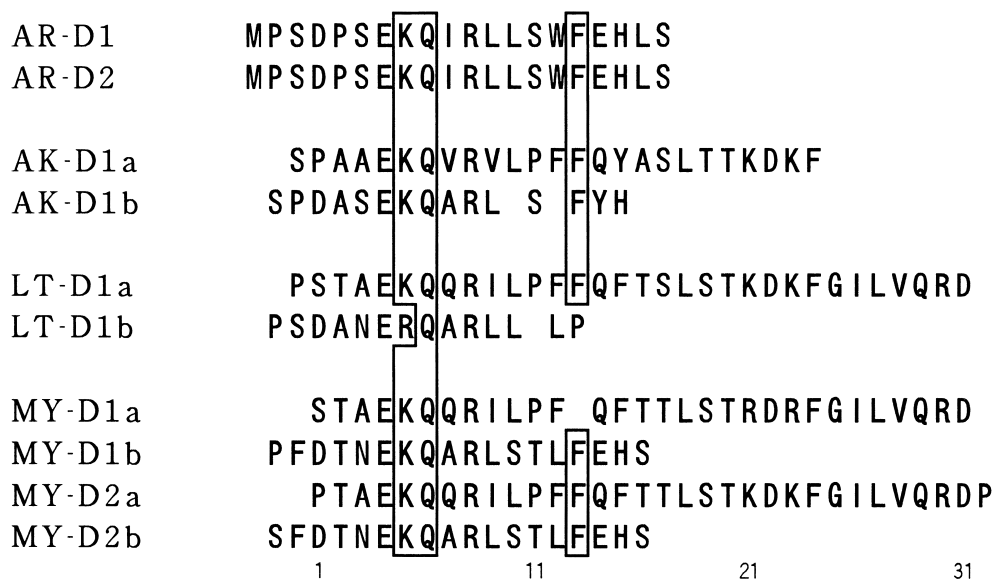 AR-D1 MPSDPSEKQIRLLSWFEHLS
AR-D2 MPSDPSEKQIRLLSWFEHLS
AK-D1a SPAAEKQVRVLPFFQYASLTTKDKF
AK-D1b SPDASEKQARL S FYH
LT-D1a PSTAEKQQRILPFFQFTSLSTKDKFGILVQRD
LT-D1b PSDANERQARLL LP
MY-D1a STAEKQQRILPF QFTTLSTRDRFGILVQRD
MY-D1b PFDTNEKQARLSTLFEHS
MY-D2a PTAEKQQRILPFFQFTTLSTKDKFGILVQRDP
MY-D2b SFDTNEKQARLSTLFEHS
1 11 21 31